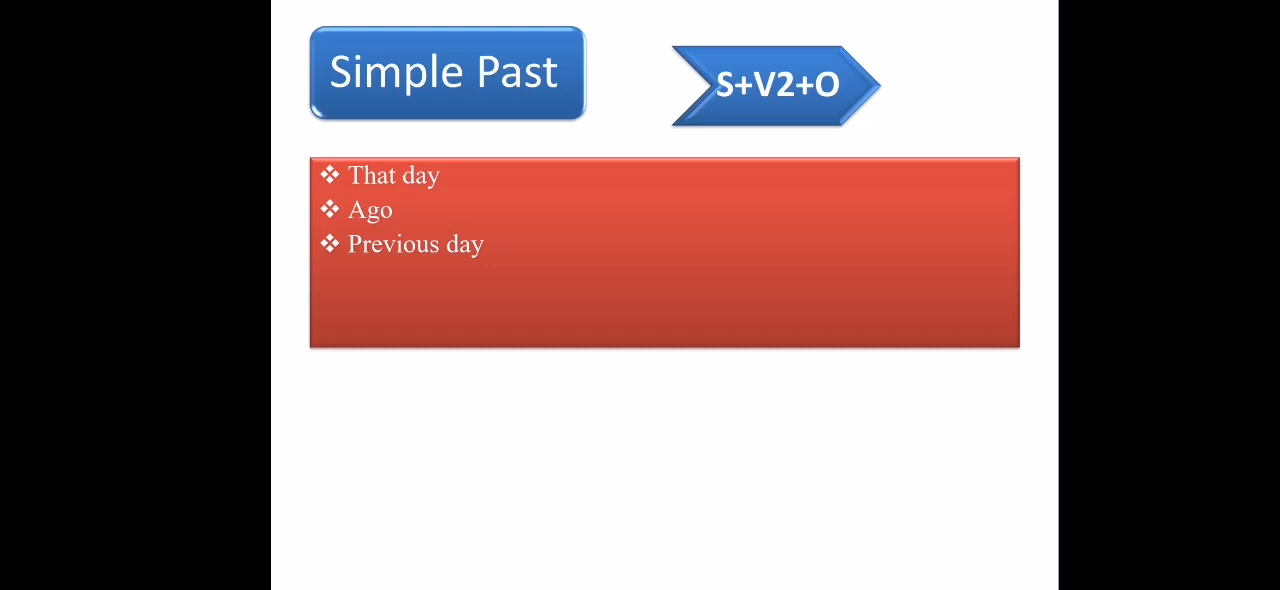 Simple Past
S+V2+O
❖ That day
❖ Ago
❖ Previous day